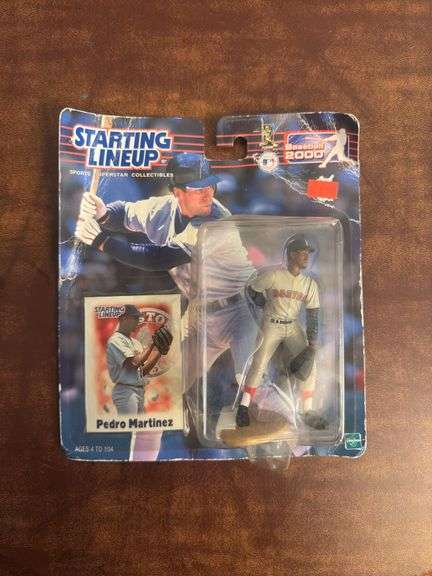 STARTING
LINEUP
SPORTS SUPERSTAR COLLECTIBLES
Baseball
2000
STARTING
LINEUP
BOSTON
Pedro Martinez
AGES 4 TO 104